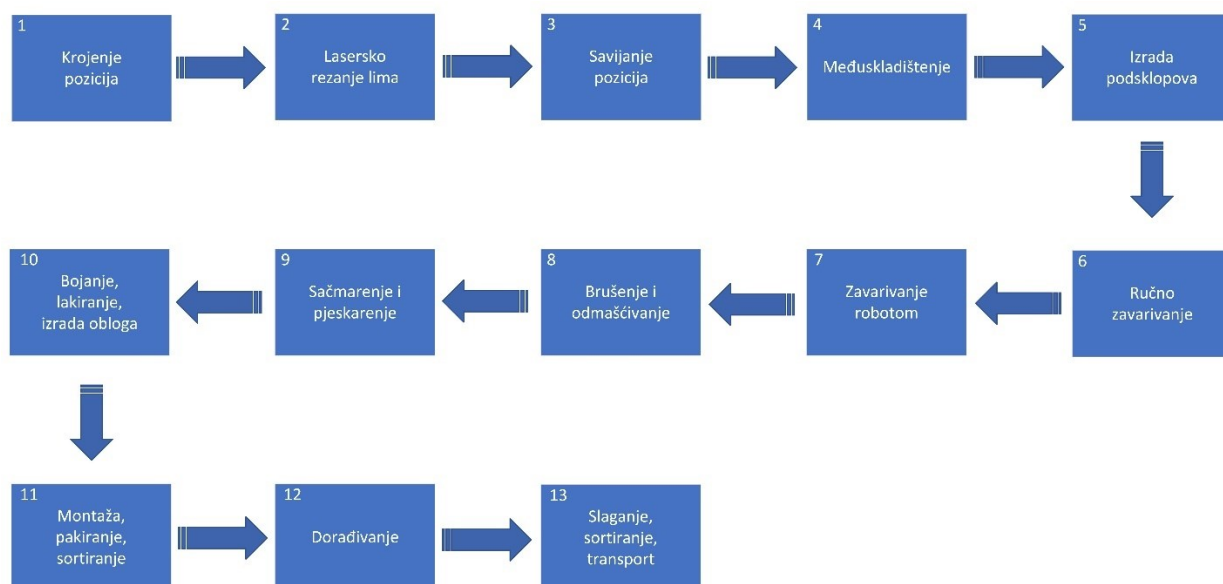 1
Krojenje
pozicija
2
Lasersko
rezanje lima
3
Savijanje
pozicija
4
Međuskladištenje
5
Izrada
podsklopova
6
Ručno
zavarivanje
7
Zavarivanje
robotom
8
Brušenje i
odmašćivanje
9
Sačmarenje i
pjeskarenje
10
Bojanje,
lakiranje,
izrada obloga
11
Montaža,
pakiranje,
sortiranje
12
Dorađivanje
13
Slaganje,
sortiranje,
transport